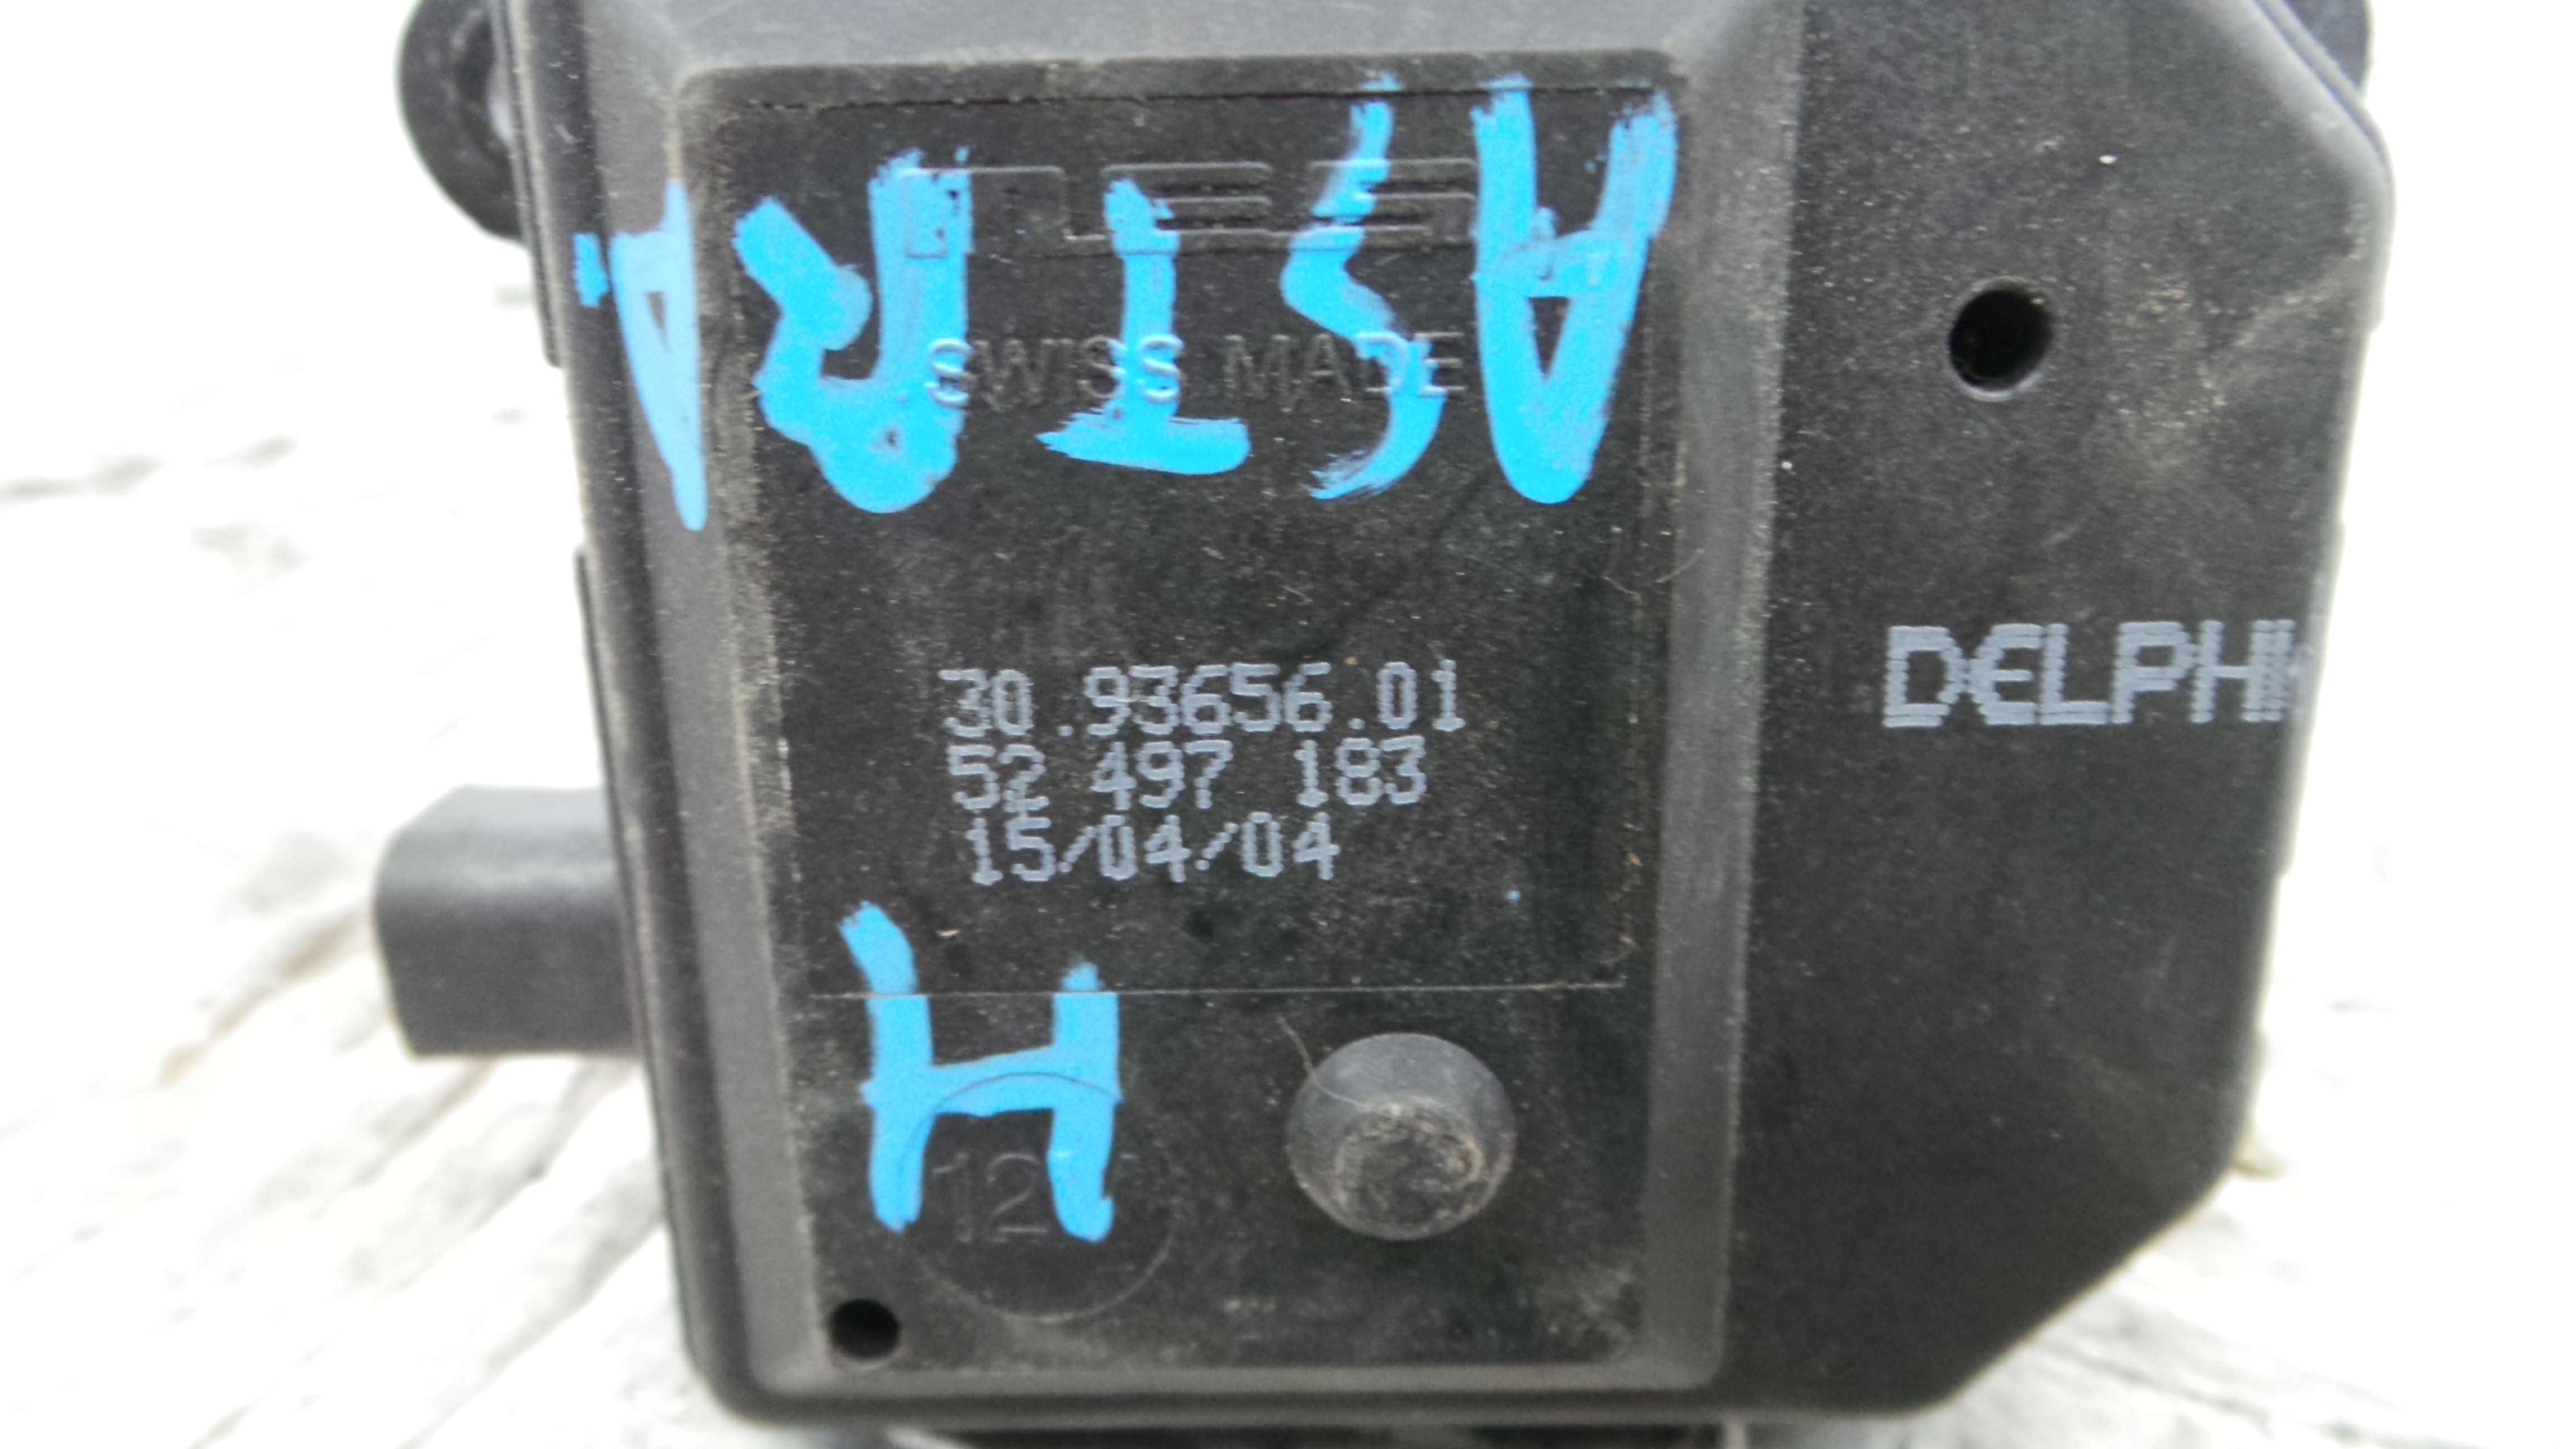 ASTRA
SWISS MADE
30.93656.01
52 497 183
15/04/04
DELPHI
H
12